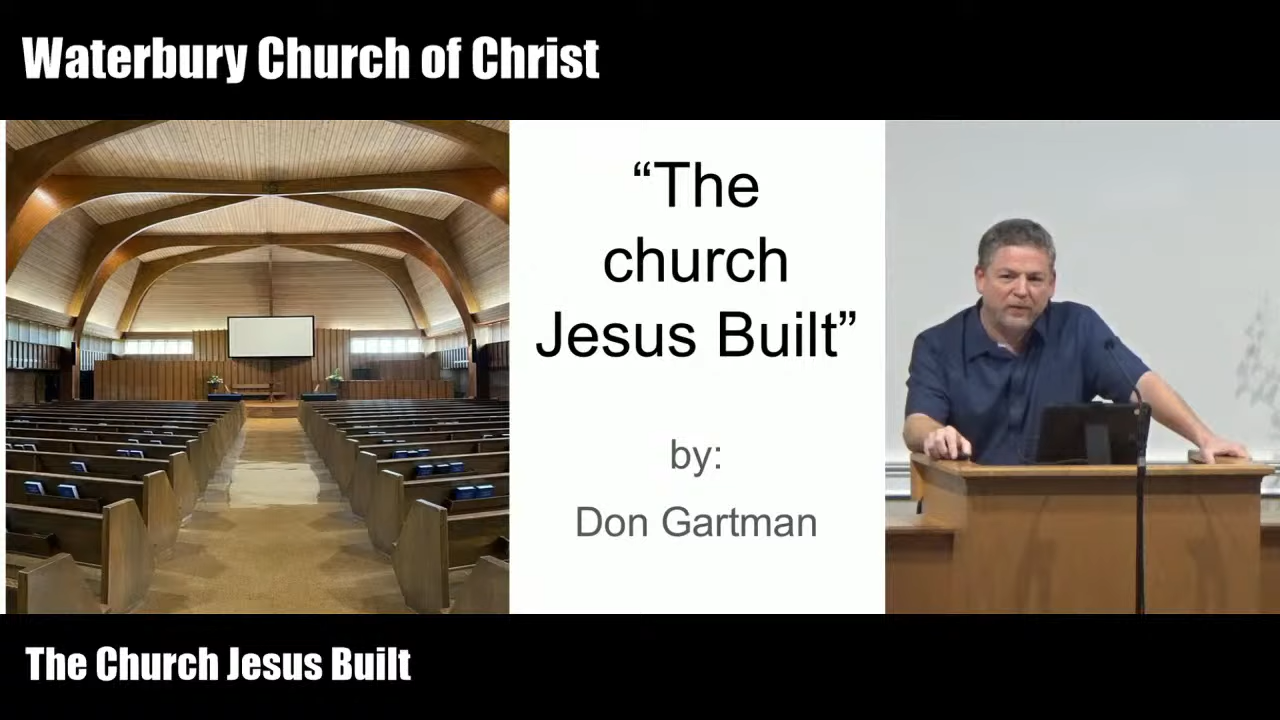 Waterbury Church of Christ
“The
church
Jesus Built”
by:
Don Gartman
The Church Jesus Built